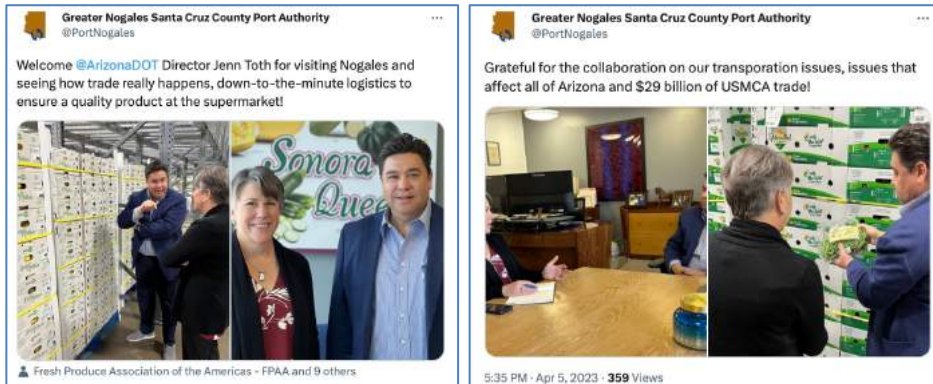 Greater Nogales Santa Cruz County Port Authority
@PortNogales
Welcome @ArizonaDOT Director Jenn Toth for visiting Nogales and
seeing how trade really happens, down-to-the-minute logistics to
ensure a quality product at the supermarket!
Sonora
Quee
Fresh Produce Association of the Americas - FPAA and 9 others
Greater Nogales Santa Cruz County Port Authority
@PortNogales
Grateful for the collaboration on our transporation issues, issues that
affect all of Arizona and $29 billion of USMCA trade!
5:35 PM · Apr 5, 2023 · 359 Views